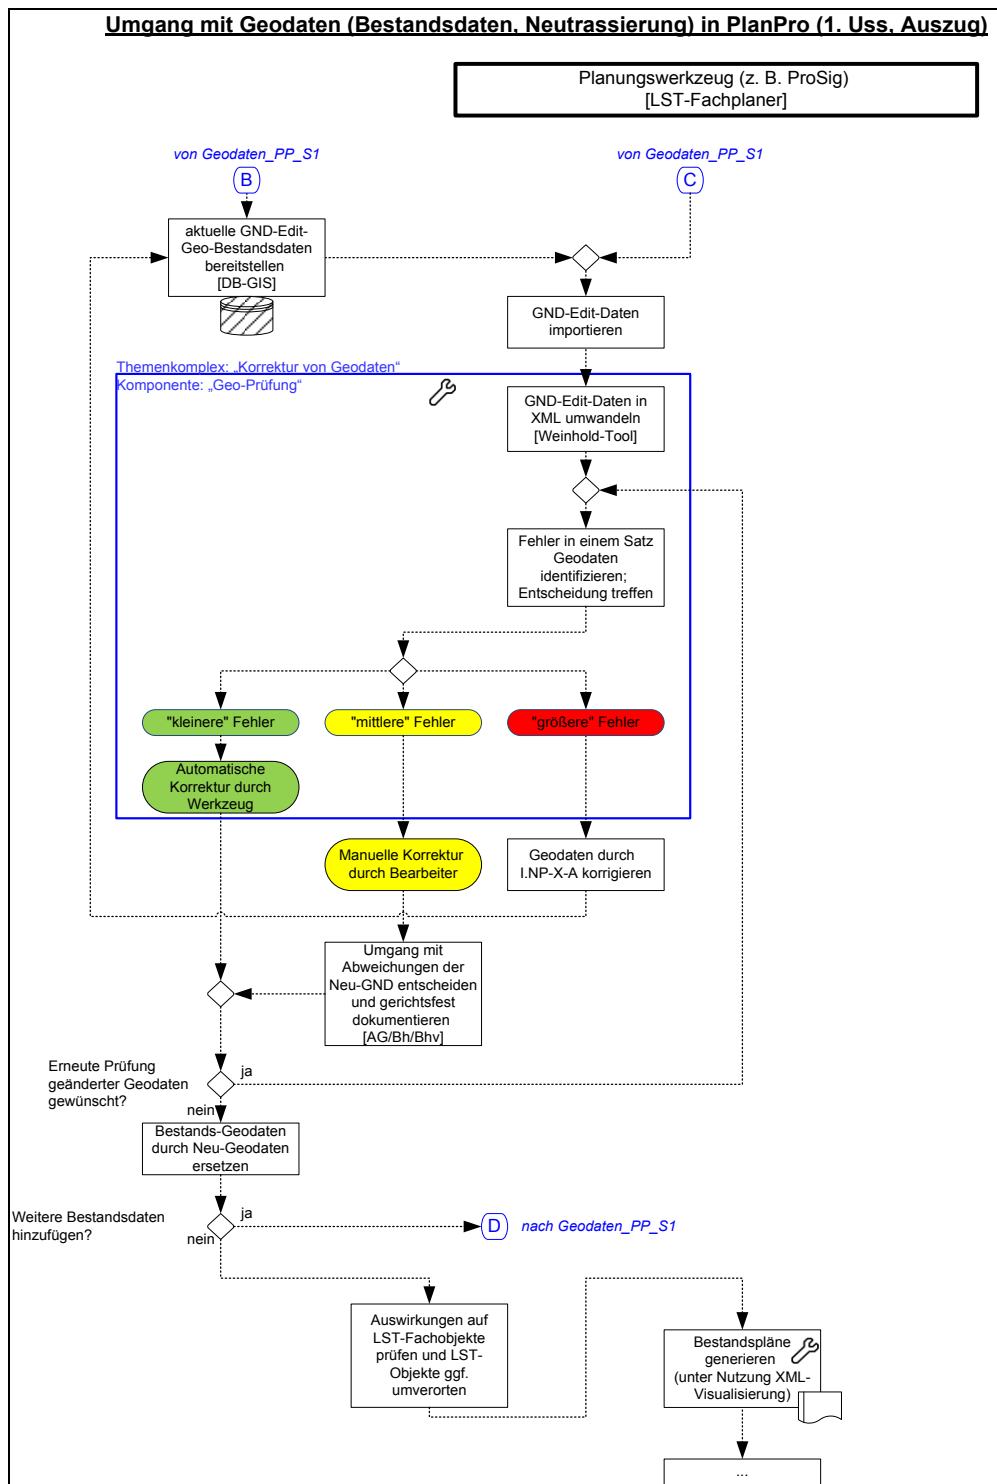 Umgang mit Geodaten (Bestandsdaten, Neutrassierung) in PlanPro (1. Uss, Auszug)
Planungswerkzeug (z. B. ProSig)
[LST-Fachplaner]
von Geodaten_PP_S1
B
von Geodaten_PP_S1
C
aktuelle GND-Edit-
Geo-Bestandsdaten
bereitstellen
[DB-GIS]
GND-Edit-Daten
importieren
Themenkomplex: „Korrektur von Geodaten“
Komponente: „Geo-Prüfung“
GND-Edit-Daten in
XML umwandeln
[Weinhold-Tool]
Fehler in einem Satz
Geodaten
identifizieren;
Entscheidung treffen
"kleinere" Fehler
"mittlere" Fehler
"größere" Fehler
Automatische
Korrektur durch
Werkzeug
Manuelle Korrektur
durch Bearbeiter
Geodaten durch
I.NP-X-A korrigieren
Umgang mit
Abweichungen der
Neu-GND entscheiden
und gerichtsfest
dokumentieren
[AG/Bh/Bhv]
Erneute Prüfung
geänderter Geodaten
gewünscht?
ja
nein
Bestands-Geodaten
durch Neu-Geodaten
ersetzen
Weitere Bestandsdaten
hinzufügen?
ja
nein
D
nach Geodaten_PP_S1
Auswirkungen auf
LST-Fachobjekte
prüfen und LST-
Objekte ggf.
umverorten
Bestandspläne
generieren
(unter Nutzung XML-
Visualisierung)
...